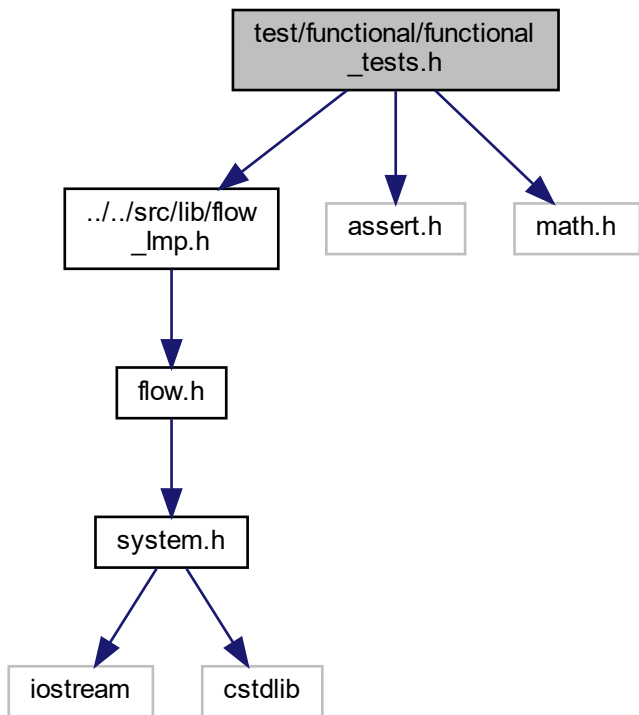 test/functional/functional
_tests.h
../../src/lib/flow
_Imp.h
assert.h
math.h
flow.h
system.h
iostream
cstdlib